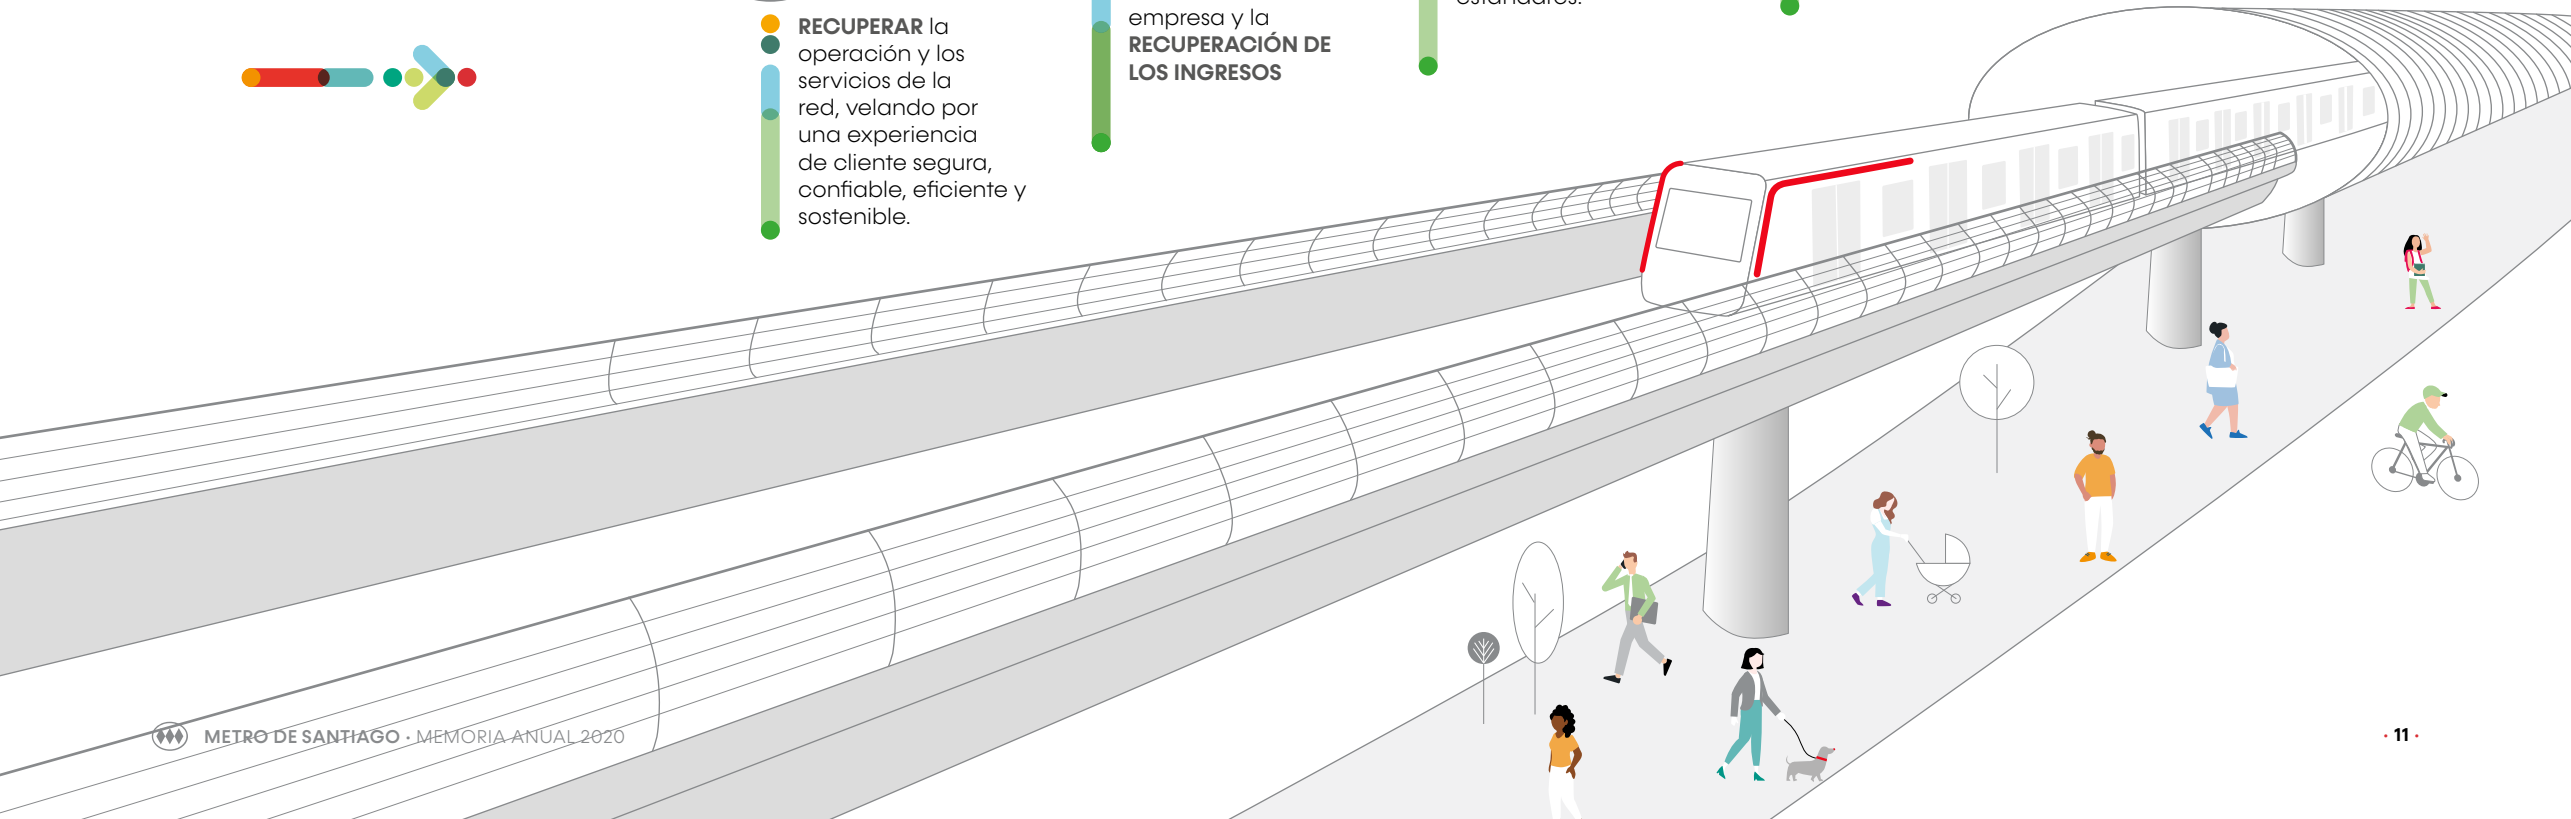 RECUPERAR la
operación y los
servicios de la
red, velando por
una experiencia
de cliente segura,
confiable, eficiente y
sostenible.
empresa y la
RECUPERACIÓN DE
LOS INGRESOS
estándares.
METRO DE SANTIAGO · MEMORIA ANUAL 2020
· 11 ·